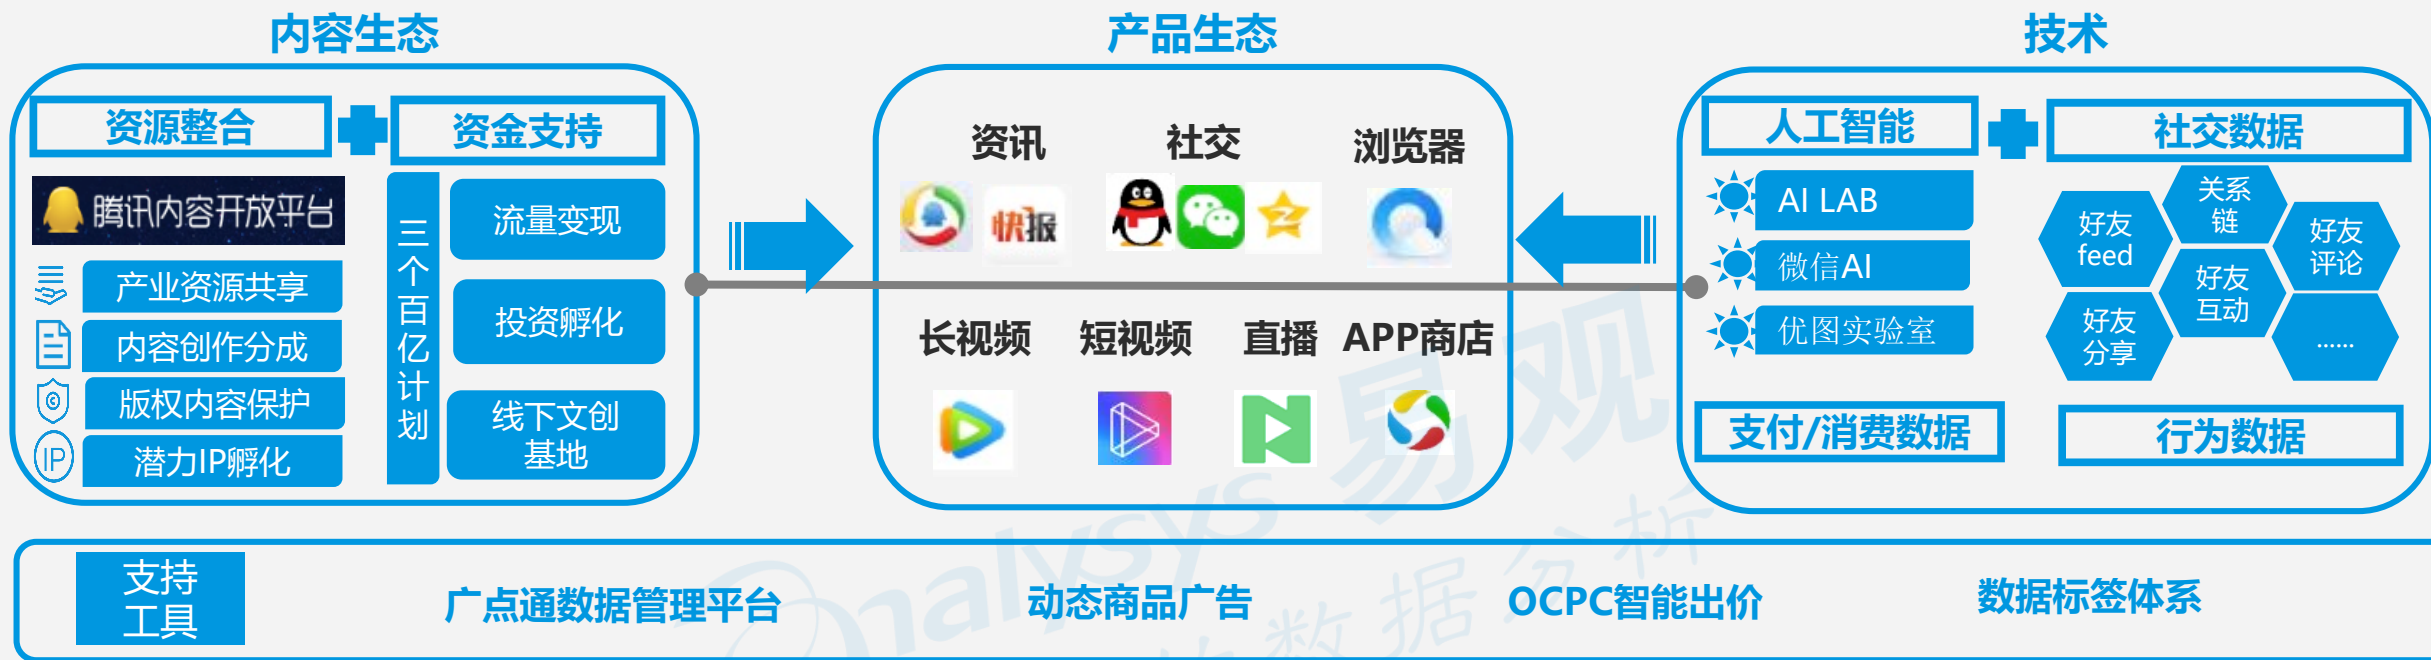 内容生态
资源整合
资金支持
腾讯内容开放平台
产业资源共享
内容创作分成
版权内容保护
IP
潜力IP孵化
三个百亿计划
流量变现
投资孵化
线下文创
基地
产品生态
资讯
社交
浏览器
快报
长视频
短视频
直播
APP商店
技术
人工智能
社交数据
AI LAB
微信AI
优图实验室
好友
feed
关系
链
好友
评论
好友
互动
好友
分享
......
支付/消费数据
行为数据
支持
工具
广点通数据管理平台
动态商品广告
OCPC智能出价
数据标签体系
nalysys 易观
数据分析